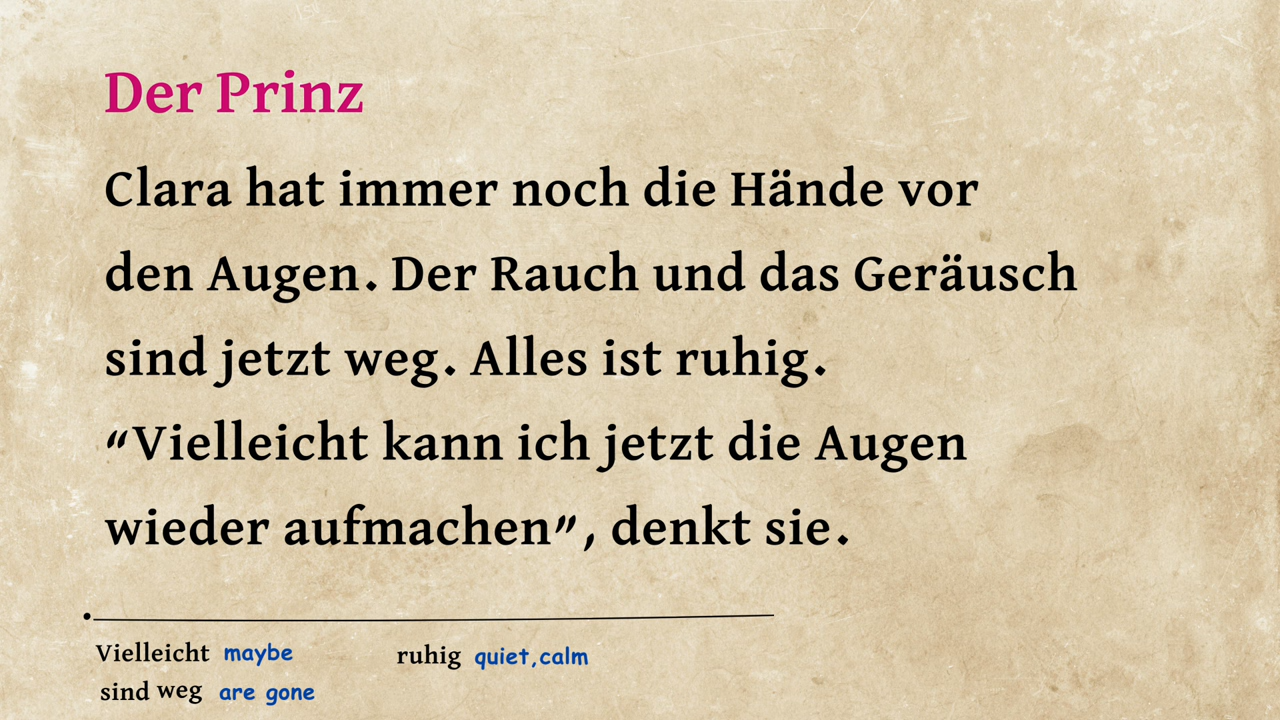 Der Prinz
Clara hat immer noch die Hände vor
den Augen. Der Rauch und das Geräusch
sind jetzt weg. Alles ist ruhig.
“Vielleicht kann ich jetzt die Augen
wieder aufmachen”, denkt sie.
Vielleicht maybe ruhig quiet,calm
sind weg are gone